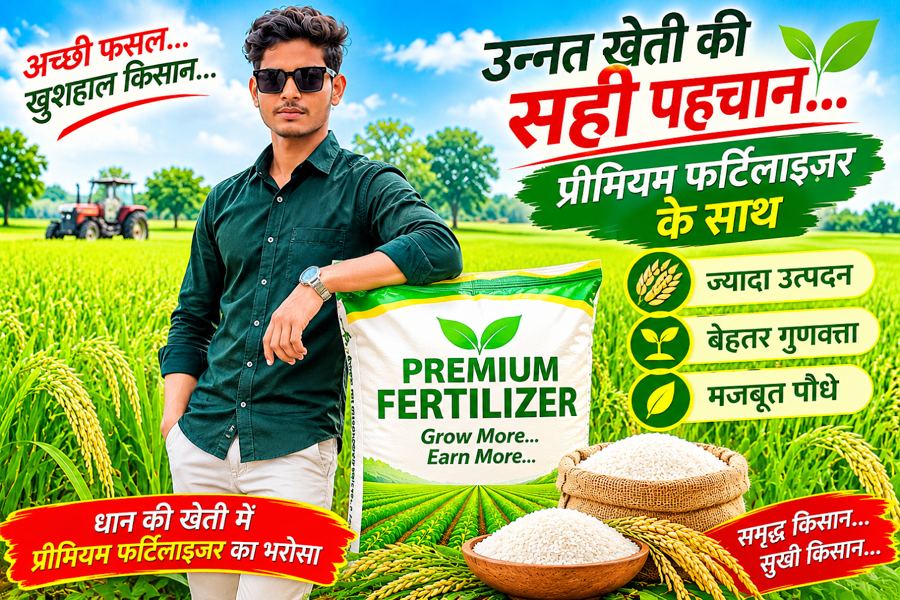 अच्छी फसल...
खुशहाल किसान...
उन्नत खेती की
सही पहचान...
प्रीमियम फर्टिलाइज़र
के साथ
ज्यादा उत्पदन
बेहतर गुणवत्ता
मजबूत पौधे
PREMIUM
FERTILIZER
Grow More...
Earn More...
धान की खेती में
प्रीमियम फर्टिलाइजर का भरोसा
समृद्ध किसान...
सुखी किसान...